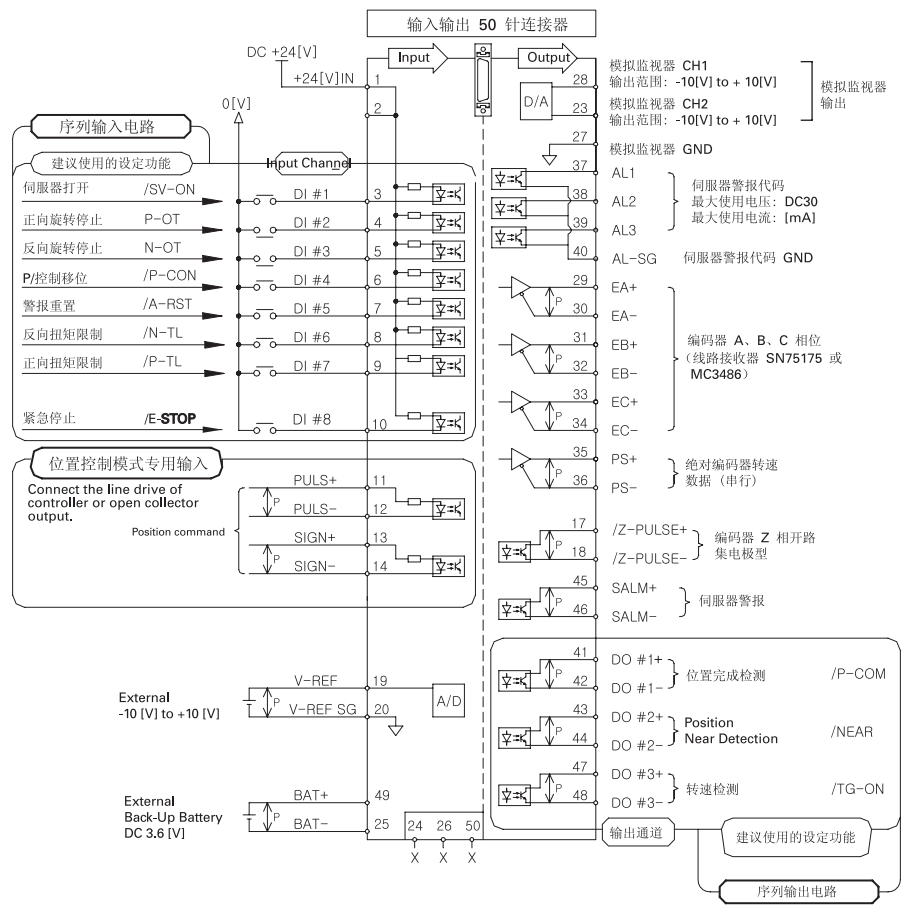 输入输出 50 针连接器
DC +24[V]
Input
Output
+24[V]IN
1
2
0[V]
序列输入电路
建议使用的设定功能
Input Channel
伺服器打开 /SV-ON DI #1 3
正向旋转停止 P-OT DI #2 4
反向旋转停止 N-OT DI #3 5
P/控制移位 /P-CON DI #4 6
警报重置 /A-RST DI #5 7
反向扭矩限制 /N-TL DI #6 8
正向扭矩限制 /P-TL DI #7 9
紧急停止 /E-STOP DI #8 10
位置控制模式专用输入
Connect the line drive of
controller or open collector
output.
Position command
PULS+ 11
P
PULS- 12
SIGN+ 13
P
SIGN- 14
External
-10 [V] to +10 [V]
V-REF 19
P
V-REF SG 20
A/D
External
Back-Up Battery
DC 3.6 [V]
BAT+ 49
P
BAT- 25
24 26 50
X X X
D/A
28
模拟监视器 CH1
输出范围: -10[V] to + 10[V]
23
模拟监视器 CH2
输出范围: -10[V] to + 10[V]
模拟监视器
输出
27
模拟监视器 GND
37 AL1
38 AL2
39 AL3
伺服器警报代码
最大使用电压: DC30
最大使用电流: [mA]
40 AL-SG 伺服器警报代码 GND
29 EA+
P
30 EA-
31 EB+
P
32 EB-
33 EC+
P
34 EC-
编码器 A、B、C 相位
(线路接收器 SN75175 或
MC3486)
35 PS+
P
36 PS-
绝对编码器转速
数据 (串行)
17 /Z-PULSE+
P
18 /Z-PULSE-
编码器 Z 相开路
集电极型
45 SALM+
P
46 SALM-
伺服器警报
41 DO #1+
P
42 DO #1-
位置完成检测 /P-COM
43 DO #2+
P
44 DO #2-
Position
Near Detection
/NEAR
47 DO #3+
P
48 DO #3-
转速检测 /TG-ON
输出通道
建议使用的设定功能
序列输出电路